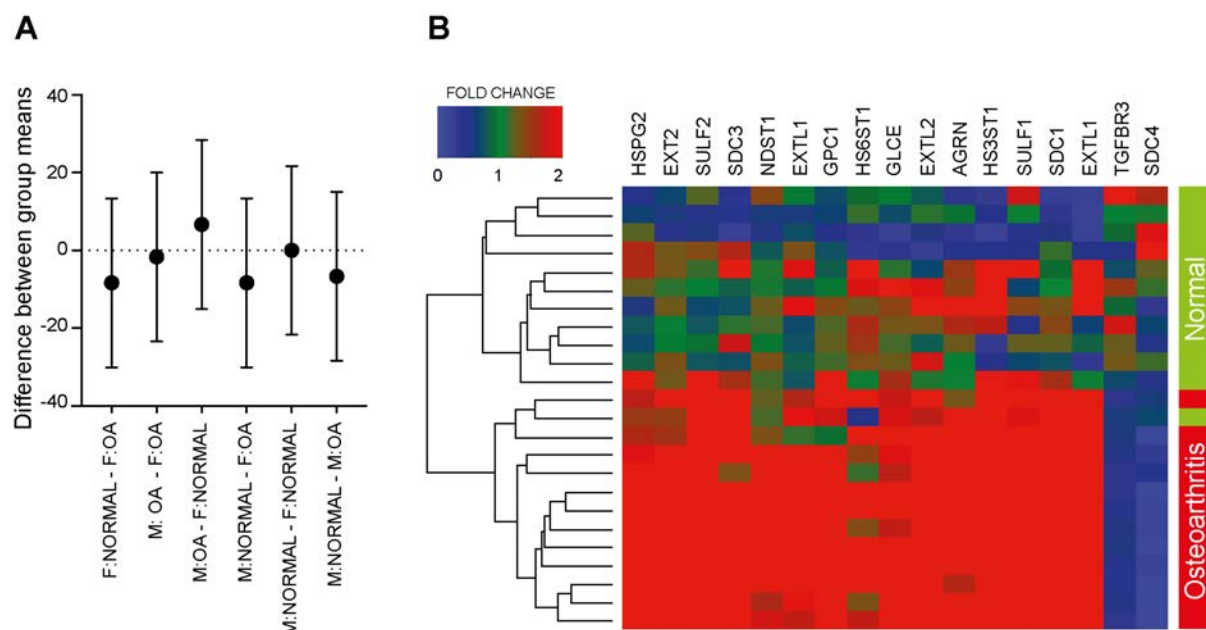 A
B
Difference between group means
40
20
0
-20
-40
F:NORMAL - F:OA
M: OA - F:OA
M:OA - F:NORMAL
M:NORMAL - F:OA
M:NORMAL - F:NORMAL
M:NORMAL - M:OA
FOLD CHANGE
0 1 2
HSPG2
EXT2
SULF2
SDC3
NDST1
EXTL1
GPC1
HS6ST1
GLCE
EXTL2
AGRN
HS3ST1
SULF1
SDC1
EXTL1
TGFBR3
SDC4
Normal
Osteoarthritis